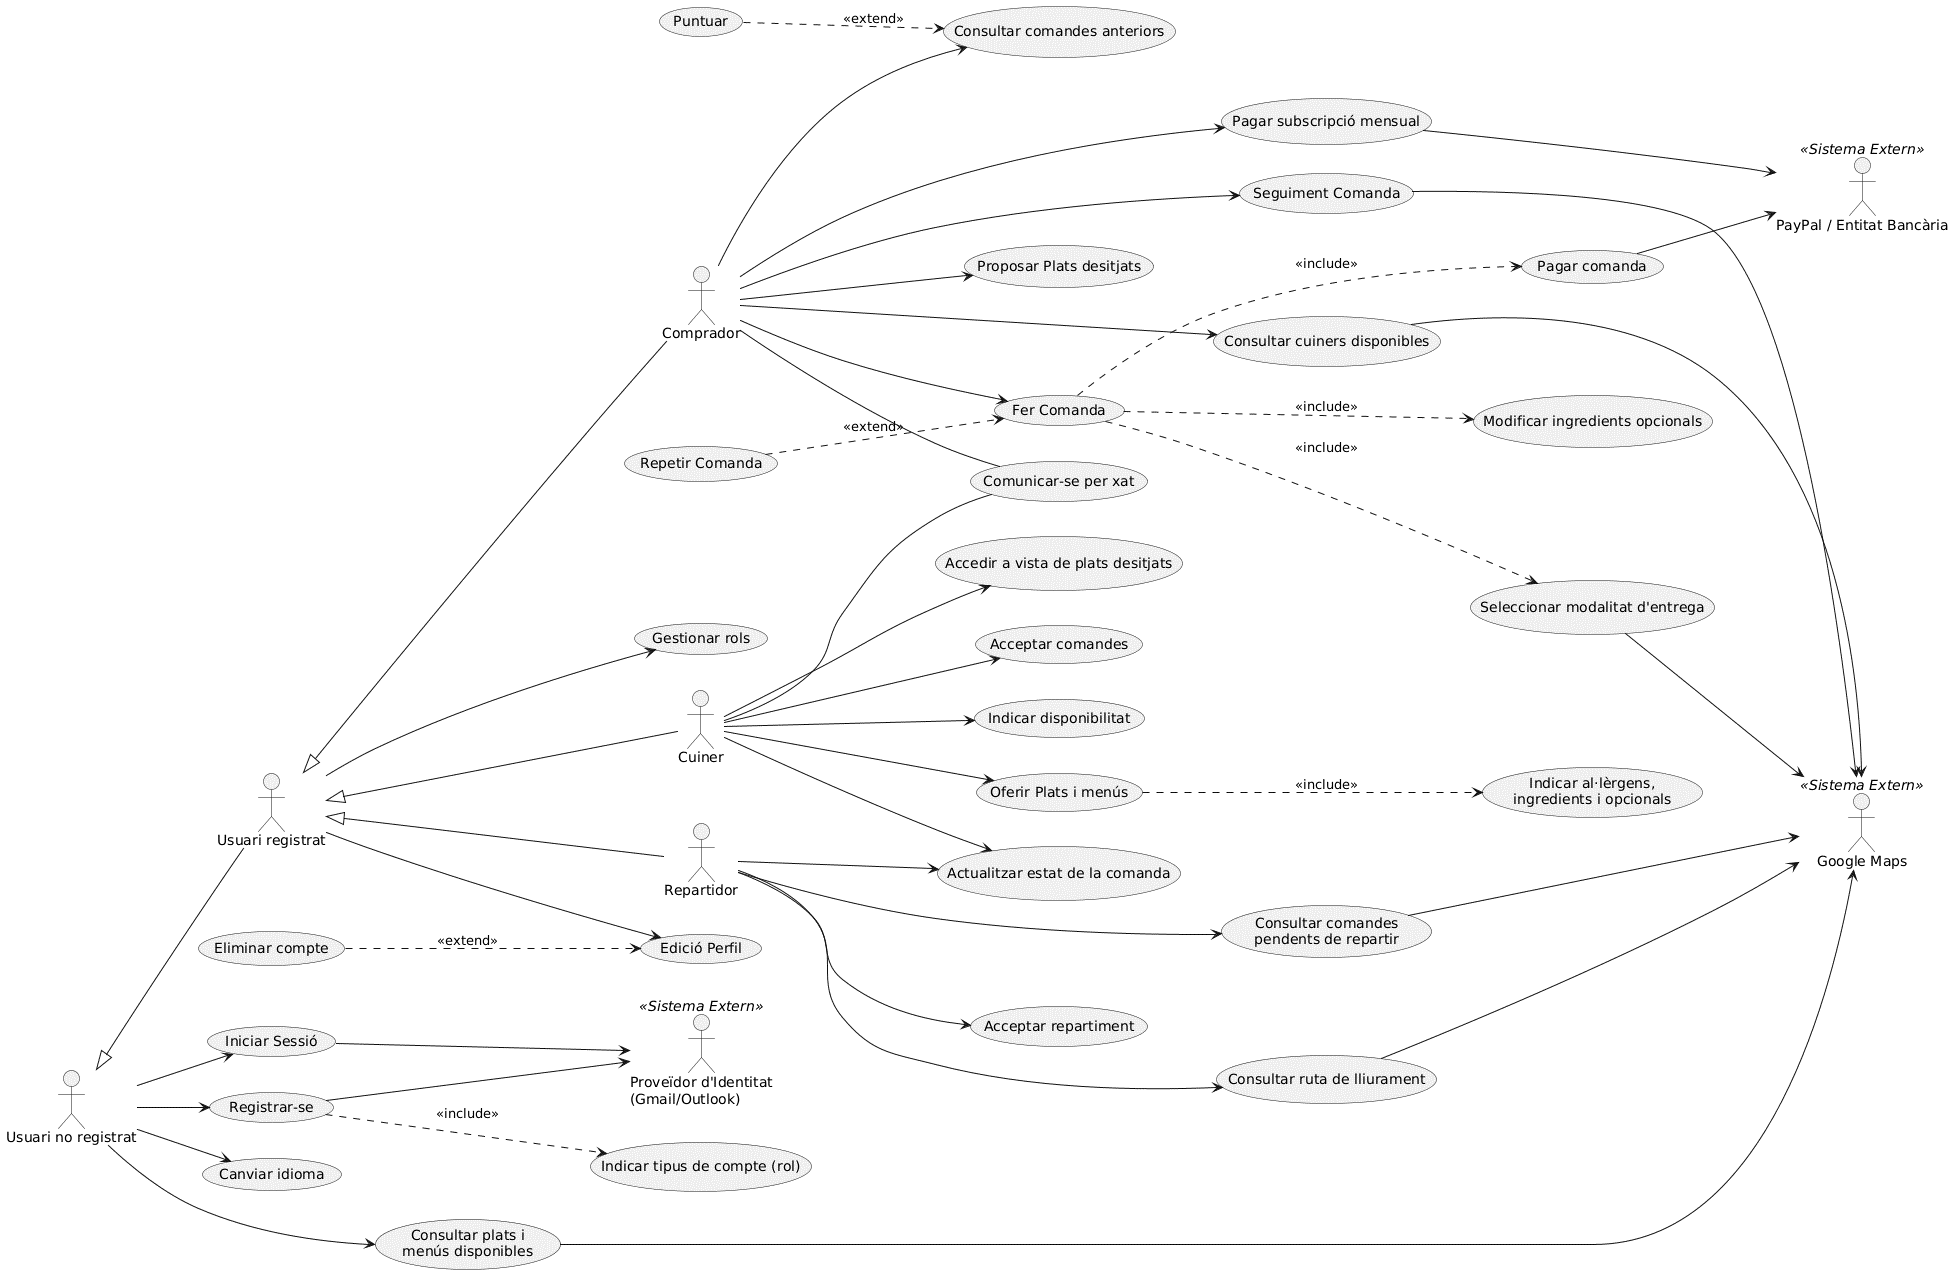 Puntuar
«extend»
Consultar comandes anteriors
Pagar subscripció mensual
«Sistema Extern»
PayPal / Entitat Bancària
Seguiment Comanda
Comprador
Proposar Plats desitjats
«include»
Pagar comanda
Consultar cuiners disponibles
Fer Comanda
«include»
Modificar ingredients opcionals
«extend»
Repetir Comanda
«include»
Comunicar-se per xat
Accedir a vista de plats desitjats
Seleccionar modalitat d'entrega
Gestionar rols
Acceptar comandes
Cuiner
Indicar disponibilitat
Oferir Plats i menús
«include»
Indicar al·lèrgens,
ingredients i opcionals
«Sistema Extern»
Google Maps
Usuari registrat
Repartidor
Actualitzar estat de la comanda
Consultar comandes
pendents de repartir
Eliminar compte
«extend»
Edició Perfil
«Sistema Extern»
Proveïdor d'Identitat
(Gmail/Outlook)
Acceptar repartiment
Iniciar Sessió
Consultar ruta de lliurament
Usuari no registrat
Registrar-se
«include»
Indicar tipus de compte (rol)
Canviar idioma
Consultar plats i
menús disponibles